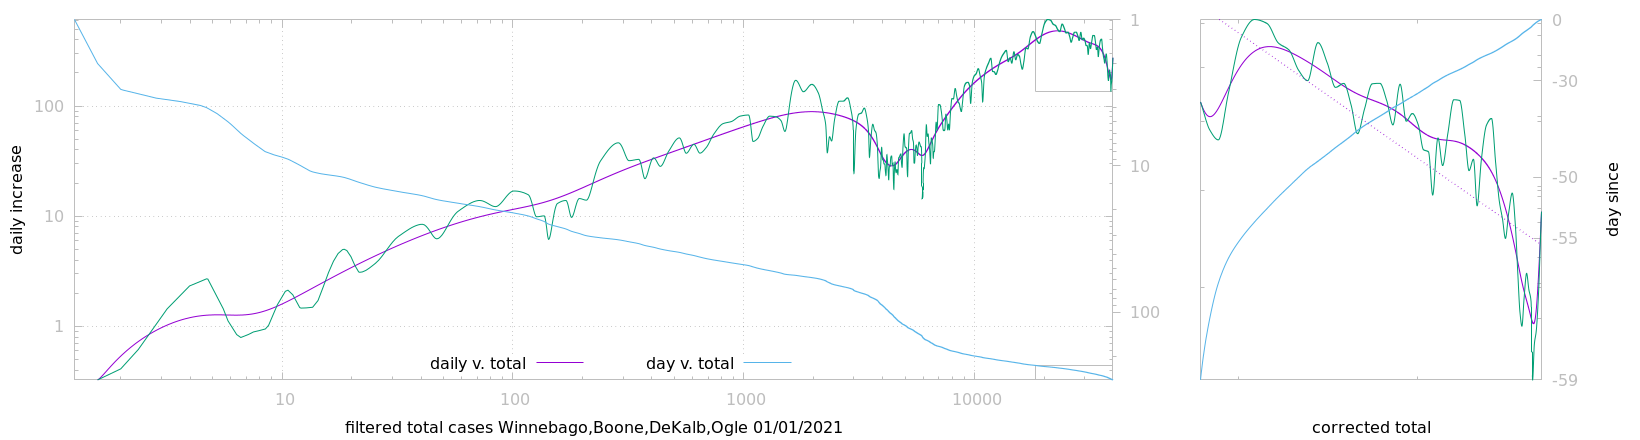 1
0
100
-30
10
-50
10
-55
1
100
daily v. total
day v. total
-59
10
100
1000
10000
daily increase
day since
filtered total cases Winnebago,Boone,DeKalb,Ogle 01/01/2021
corrected total